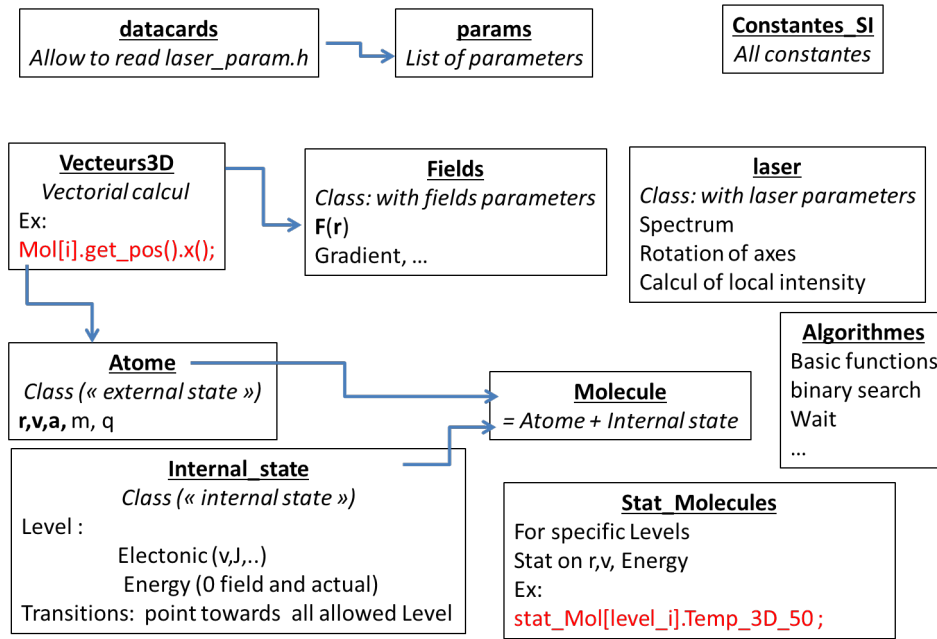 datacards
Allow to read laser_param.h
params
List of parameters
Constantes_SI
All constantes
Vecteurs3D
Vectorial calcul
Ex:
Mol[i].get_pos().x();
Fields
Class: with fields parameters
F(r)
Gradient, ...
laser
Class: with laser parameters
Spectrum
Rotation of axes
Calcul of local intensity
Atome
Class (« external state »)
r,v,a, m, q
Molecule
= Atome + Internal state
Algorithmes
Basic functions
binary search
Wait
...
Internal_state
Class (« internal state »)
Level :
Electonic (v,J,..)
Energy (0 field and actual)
Transitions: point towards all allowed Level
Stat_Molecules
For specific Levels
Stat on r,v, Energy
Ex:
stat_Mol[level_i].Temp_3D_50 ;